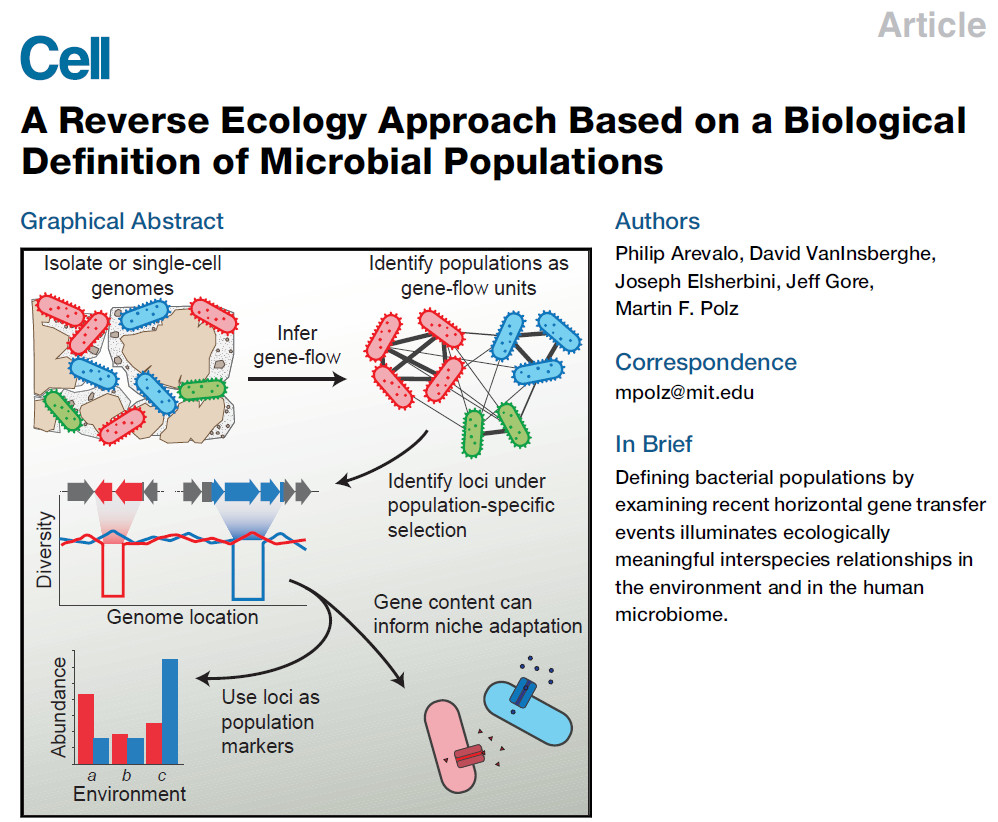 Article
Cell
A Reverse Ecology Approach Based on a Biological
Definition of Microbial Populations
Graphical Abstract
Isolate or single-cell
genomes
Infer
gene-flow
Identify populations as
gene-flow units
Identify loci under
population-specific
selection
Diversity
Genome location
Gene content can
inform niche adaptation
Use loci as
population
markers
Abundance
a b c
Environment
Authors
Philip Arevalo, David VanInsberghe,
Joseph Elsherbini, Jeff Gore,
Martin F. Polz
Correspondence
mpolz@mit.edu
In Brief
Defining bacterial populations by
examining recent horizontal gene transfer
events illuminates ecologically
meaningful interspecies relationships in
the environment and in the human
microbiome.